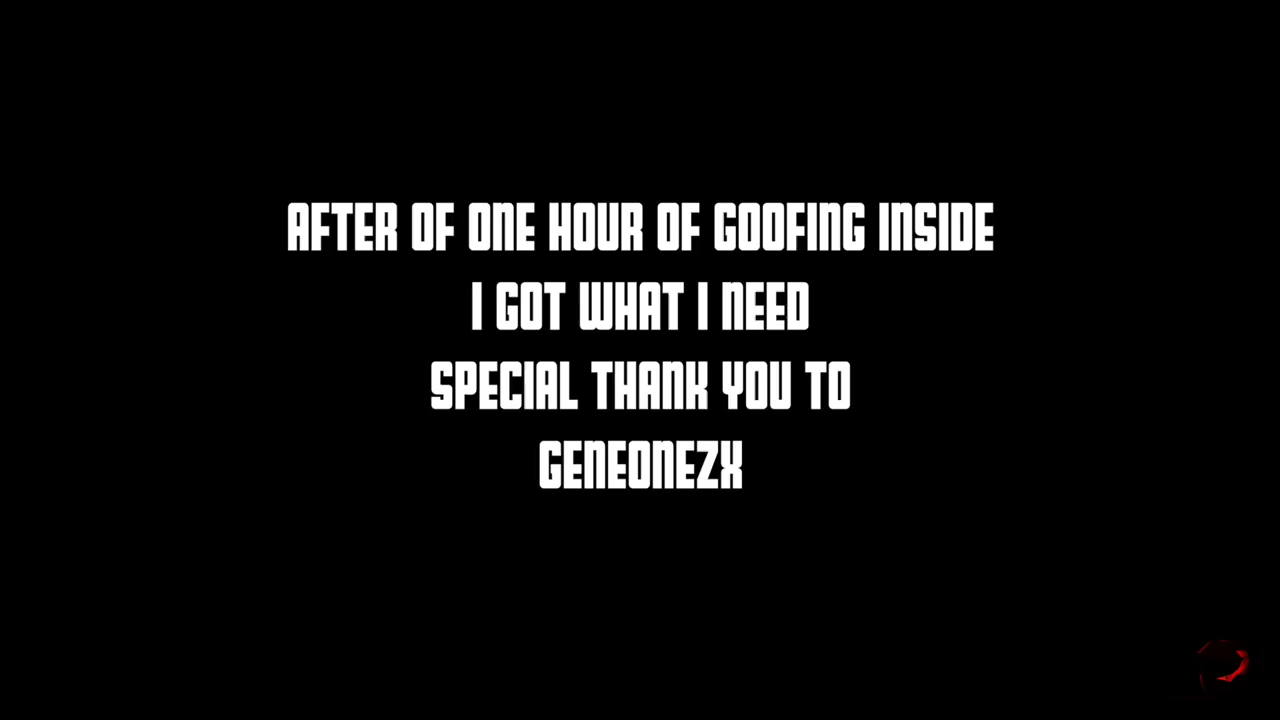 AFTER OF ONE HOUR OF GOOFING INSIDE
I GOT WHAT I NEED
SPECIAL THANK YOU TO
GENEONEZX